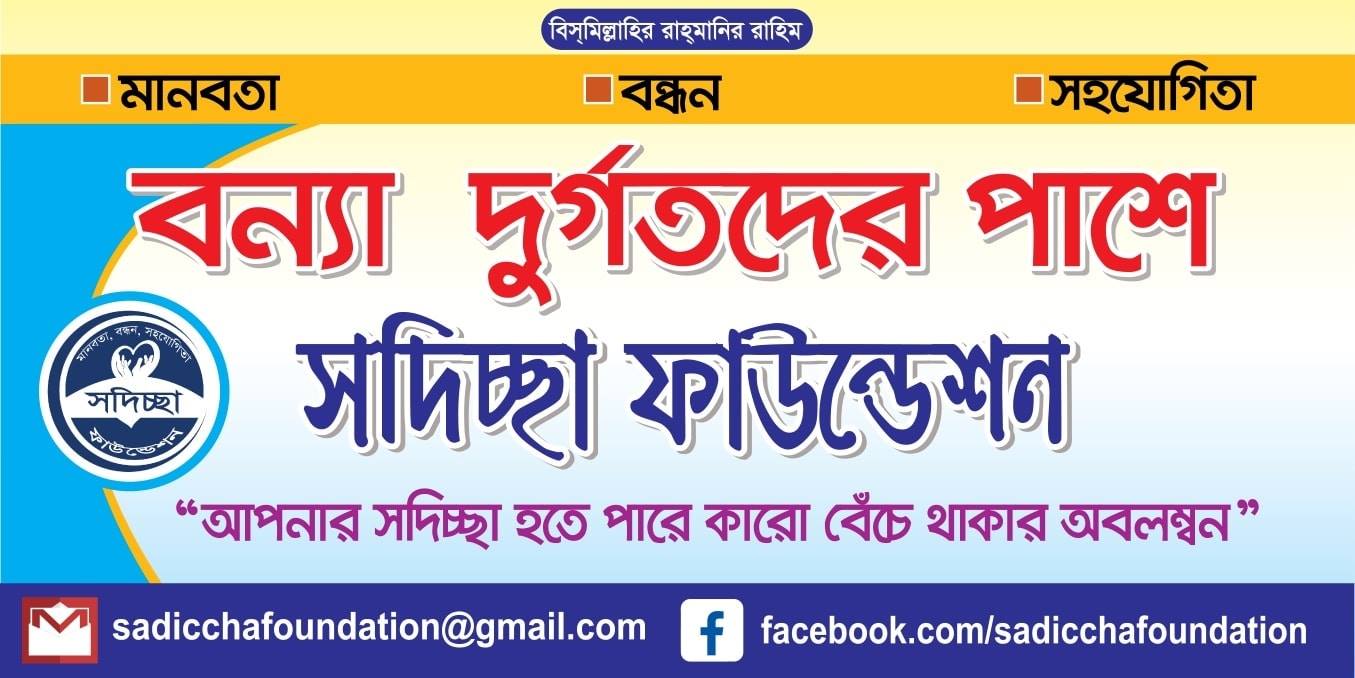 বিস্‌মিল্লাহির রাহ্‌মানির রাহিম
মানবতা বন্ধন সহযোগিতা
বন্যা দুর্গতদের পাশে
সদিচ্ছা ফাউন্ডেশন
মানবতা, বন্ধন, সহযোগিতা
সদিচ্ছা
ফাউন্ডেশন
“আপনার সদিচ্ছা হতে পারে কারো বেঁচে থাকার অবলম্বন”
sadicchafoundation@gmail.com facebook.com/sadicchafoundation